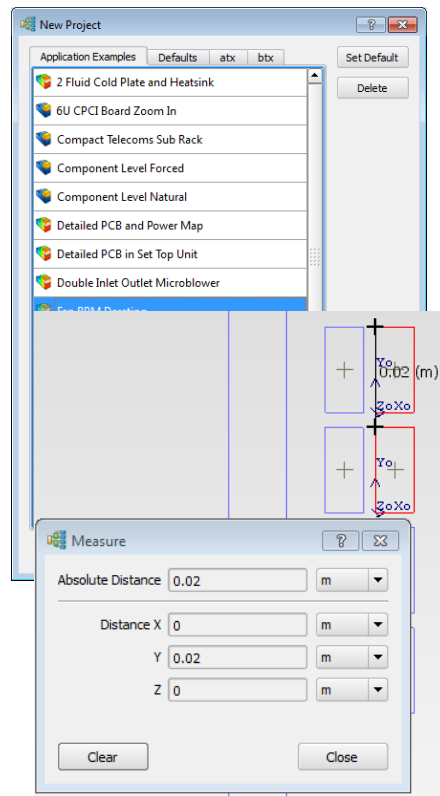 New Project
Application Examples Defaults atx btx Set Default
2 Fluid Cold Plate and Heatsink
Delete
6U CPCI Board Zoom In
Compact Telecoms Sub Rack
Component Level Forced
Component Level Natural
Detailed PCB and Power Map
Detailed PCB in Set Top Unit
Double Inlet Outlet Microblower
Yo
0.02 (m)
ZoXo
Yo
ZoXo
Measure
Absolute Distance 0.02 m
Distance X 0 m
Y 0.02 m
Z 0 m
Clear Close